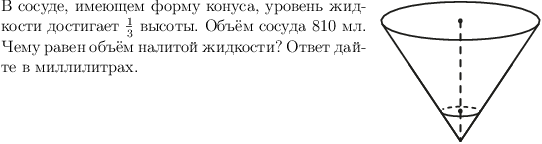 В сосуде, имеющем форму конуса, уровень жид-
кости достигает 1/3 высоты. Объём сосуда 810 мл.
Чему равен объём налитой жидкости? Ответ дай-
те в миллилитрах.